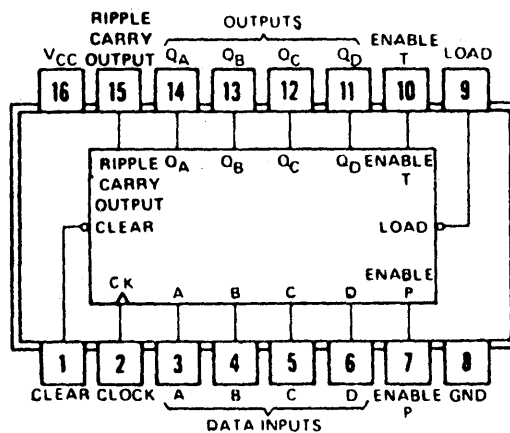 RIPPLE OUTPUTS
CARRY ENABLE
VCC OUTPUT QA QB QC QD T LOAD
16 15 14 13 12 11 10 9
RIPPLE QA QB QC QD ENABLE
CARRY T
OUTPUT
CLEAR LOAD
ENABLE
CK A B C D P
1 2 3 4 5 6 7 8
CLEAR CLOCK A B C D ENABLE GND
P
DATA INPUTS